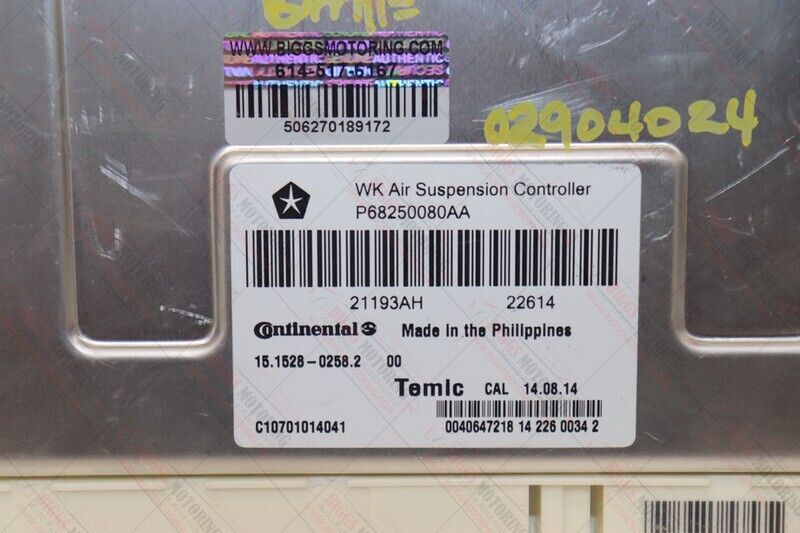 WWW.BIGGSMOTORING.COM
614-517-6167
506270189172
02904024
WK Air Suspension Controller
P68250080AA
21193AH 22614
Continental Made in the Philippines
15.1528-0258.2 00
Temic CAL 14.08.14
C10701014041 0040647218 14 226 0034 2